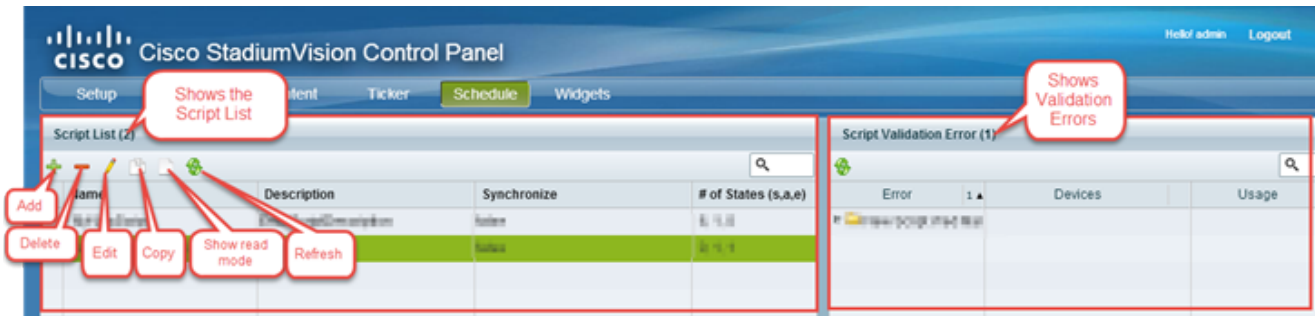 Hello! admin Logout
CISCO Cisco StadiumVision Control Panel
Setup Ticker Schedule Widgets
Shows the
Script List
Shows
Validation
Errors
Script List (2)
Script Validation Error (1)
Name Description Synchronize # of States (s,a,e)
Error 1 Devices Usage
Add
Delete
Edit
Copy
Show read
mode
Refresh